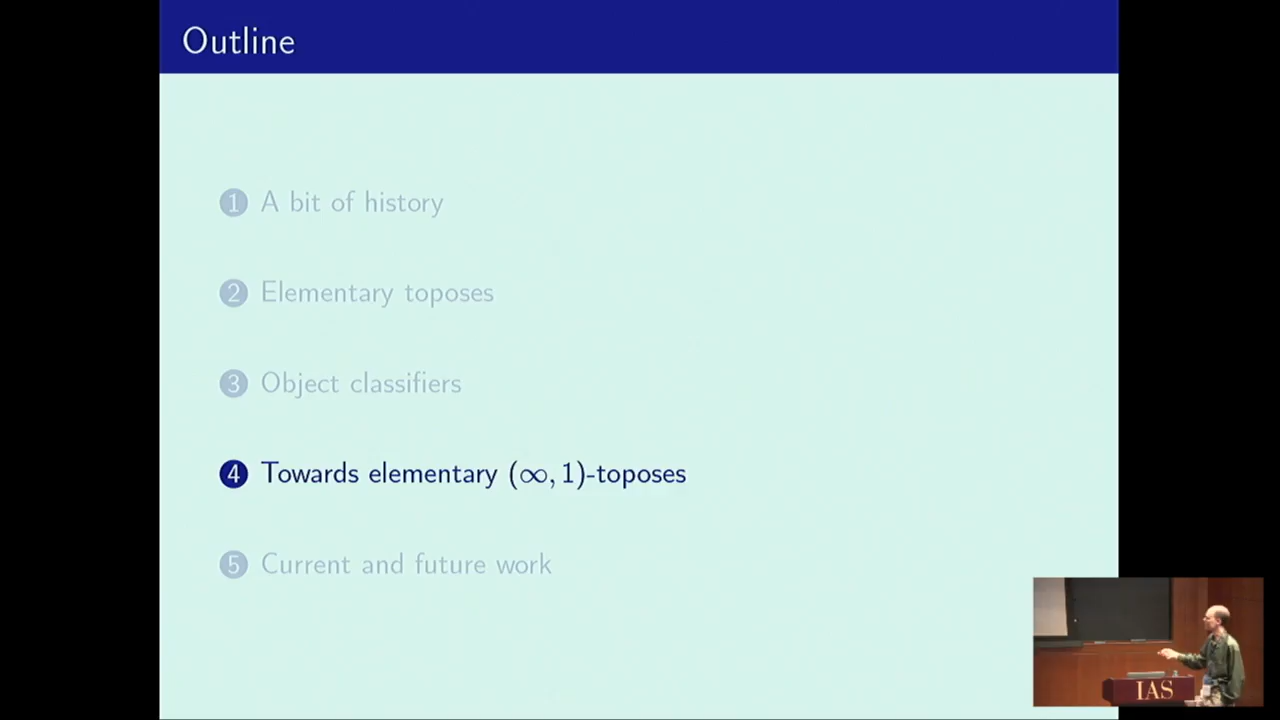 Outline
1 A bit of history
2 Elementary toposes
3 Object classifiers
4 Towards elementary (∞, 1)-toposes
5 Current and future work
IAS